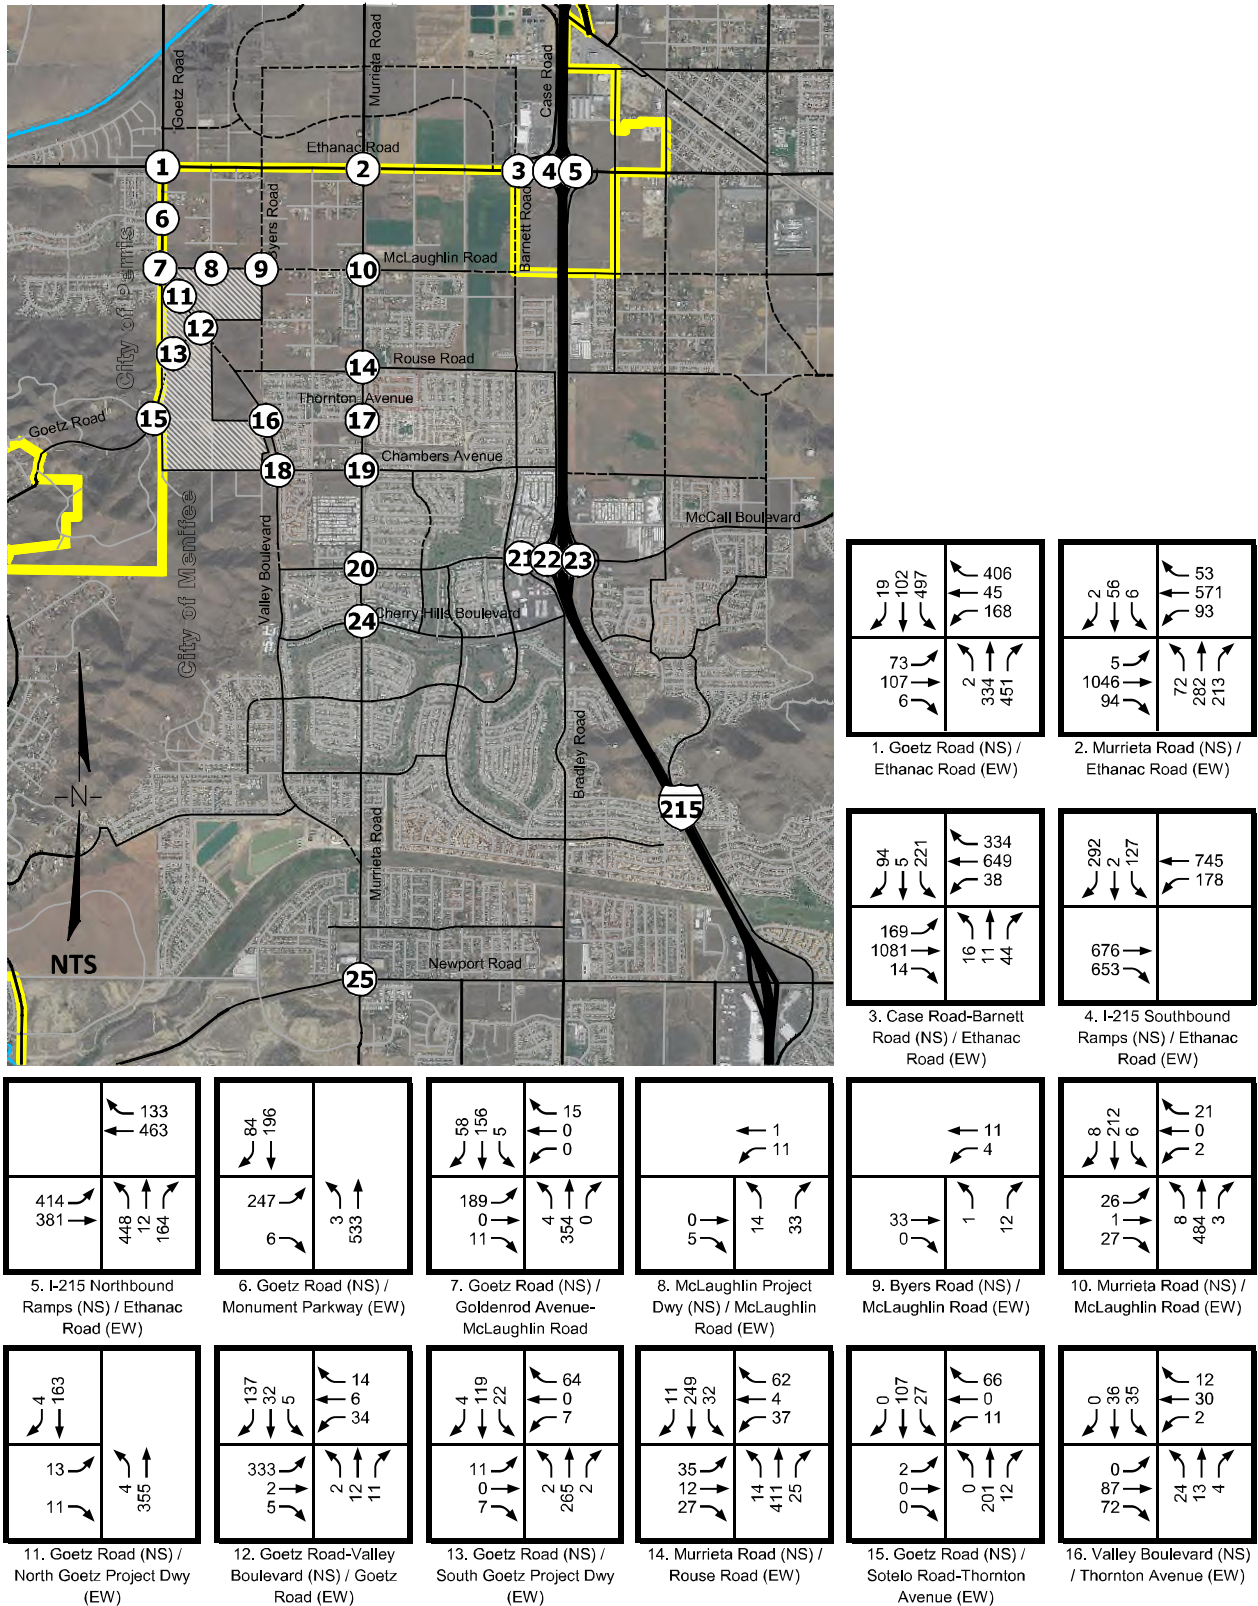 Goetz Road
Murrieta Road
Case Road
Ethanac Road
1
2
3
4
5
Byers Road
Barnett Road
6
City of Perris
7
8
9
10
McLaughlin Road
11
12
13
14
Rouse Road
Thornton Avenue
15
16
17
Goetz Road
18
19
Chambers Avenue
McCall Boulevard
City of Menifee
Valley Boulevard
20
21
22
23
24
Cherry Hills Boulevard
Bradley Road
N
215
Murrieta Road
NTS
Newport Road
25
19 102 497
406
45
168
73
107
6
2 334 451
1. Goetz Road (NS) /
Ethanac Road (EW)
2 56 6
53
571
93
5
1046
94
72 282 213
2. Murrieta Road (NS) /
Ethanac Road (EW)
94 5 221
334
649
38
169
1081
14
16 11 44
3. Case Road-Barnett
Road (NS) / Ethanac
Road (EW)
292 2 127
745
178
676
653
4. I-215 Southbound
Ramps (NS) / Ethanac
Road (EW)
133
463
414
381
448 12 164
5. I-215 Northbound
Ramps (NS) / Ethanac
Road (EW)
84 196
247
6
3 533
6. Goetz Road (NS) /
Monument Parkway (EW)
58 156 5
15
0
0
189
0
11
4 354 0
7. Goetz Road (NS) /
Goldenrod Avenue-
McLaughlin Road
1
11
0
5
14 33
8. McLaughlin Project
Dwy (NS) / McLaughlin
Road (EW)
11
4
33
0
1 12
9. Byers Road (NS) /
McLaughlin Road (EW)
8 212 6
21
0
2
26
1
27
8 484 3
10. Murrieta Road (NS) /
McLaughlin Road (EW)
4 163
13
11
4 355
11. Goetz Road (NS) /
North Goetz Project Dwy
(EW)
137 32 5
14
6
34
333
2
5
2 12 11
12. Goetz Road-Valley
Boulevard (NS) / Goetz
Road (EW)
4 119 22
64
0
7
11
0
7
2 265 2
13. Goetz Road (NS) /
South Goetz Project Dwy
(EW)
11 249 32
62
4
37
35
12
27
14 411 25
14. Murrieta Road (NS) /
Rouse Road (EW)
0 107 27
66
0
11
2
0
0
0 201 12
15. Goetz Road (NS) /
Sotelo Road-Thornton
Avenue (EW)
0 36 35
12
30
2
0
87
72
24 13 4
16. Valley Boulevard (NS)
/ Thornton Avenue (EW)